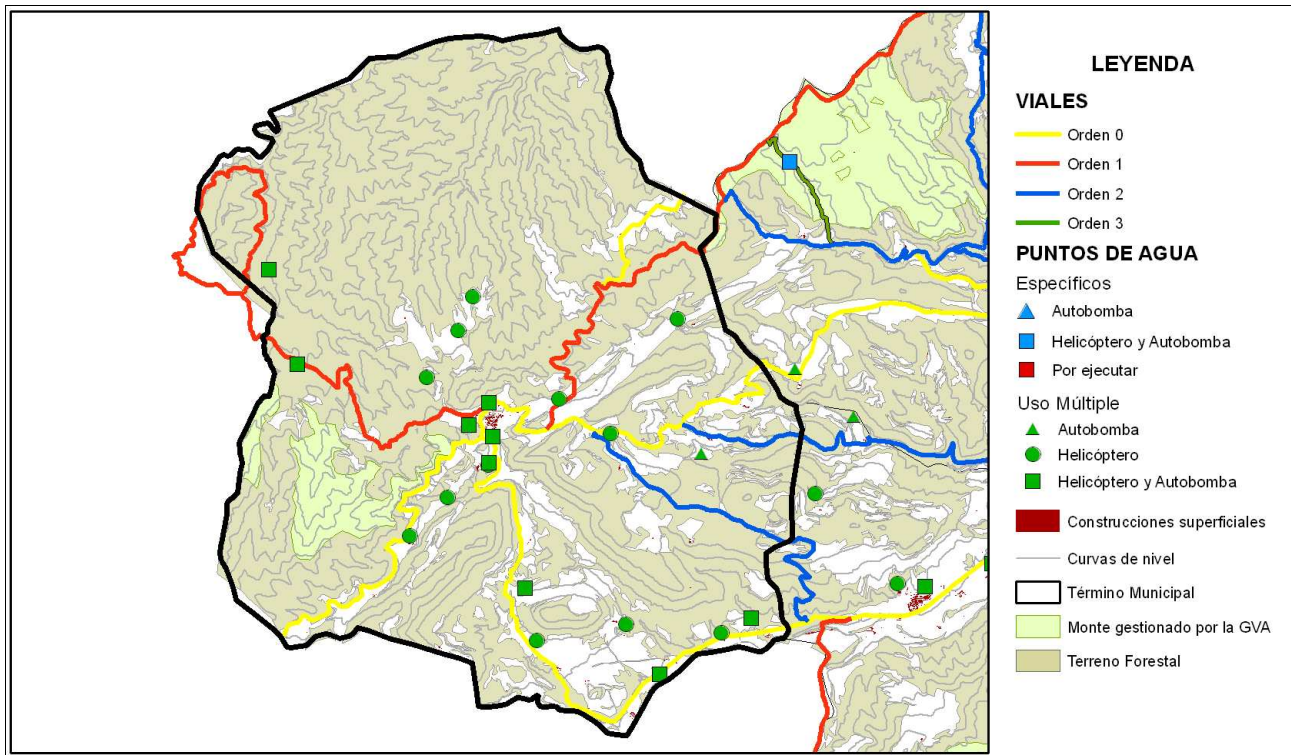 LEYENDA
VIALES
Orden 0
Orden 1
Orden 2
Orden 3
PUNTOS DE AGUA
Específicos
Autobomba
Helicóptero y Autobomba
Por ejecutar
Uso Múltiple
Autobomba
Helicóptero
Helicóptero y Autobomba
Construcciones superficiales
Curvas de nivel
Término Municipal
Monte gestionado por la GVA
Terreno Forestal